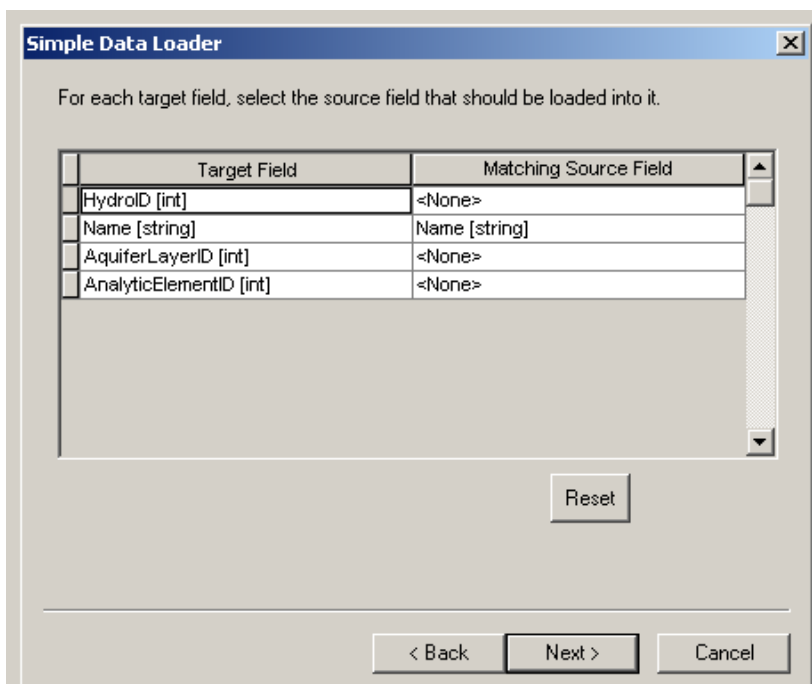 Simple Data Loader
For each target field, select the source field that should be loaded into it.
Target Field Matching Source Field
HydroID [int] <None>
Name [string] Name [string]
AquiferLayerID [int] <None>
AnalyticElementID [int] <None>
Reset
< Back Next > Cancel